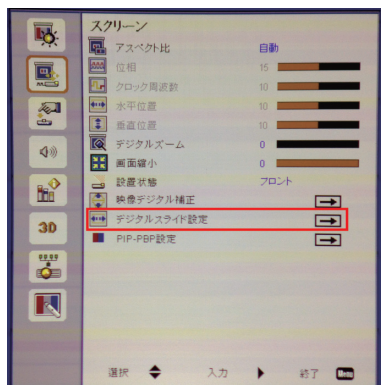 スクリーン
アスペクト比 自動
位相 15
クロック周波数 10
水平位置 10
垂直位置 10
デジタルズーム 0
画面縮小 0
設置状態 フロント
映像デジタル補正
デジタルスライド設定
3D
PIP-PBP設定
選択 入力 終了 Menu